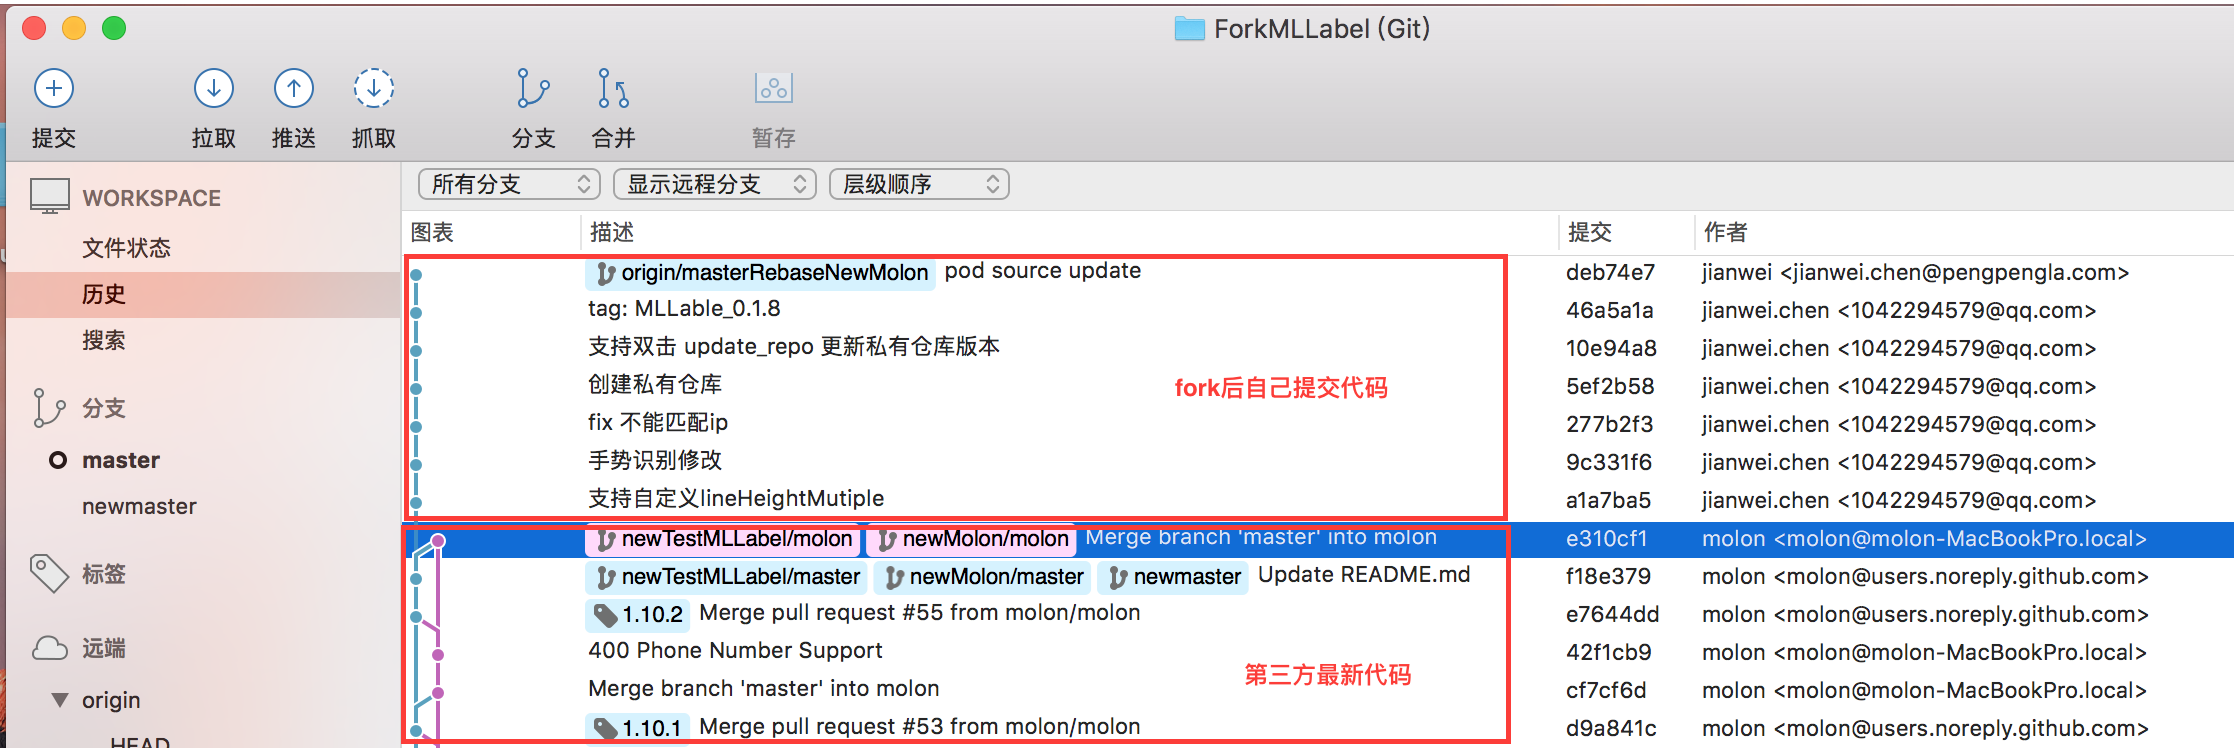 ForkMLLabel (Git)
提交 拉取 推送 抓取 分支 合并 暂存
WORKSPACE
文件状态
历史
搜索
分支
master
newmaster
标签
远端
origin
HEAD
所有分支 显示远程分支 层级顺序
图表 描述 提交 作者
origin/masterRebaseNewMolon pod source update deb74e7 jianwei <jianwei.chen@pengpengla.com>
tag: MLLable_0.1.8 46a5a1a jianwei.chen <1042294579@qq.com>
支持双击 update_repo 更新私有仓库版本 10e94a8 jianwei.chen <1042294579@qq.com>
创建私有仓库 5ef2b58 jianwei.chen <1042294579@qq.com>
fork后自己提交代码
fix 不能匹配ip 277b2f3 jianwei.chen <1042294579@qq.com>
手势识别修改 9c331f6 jianwei.chen <1042294579@qq.com>
支持自定义lineHeightMutiple a1a7ba5 jianwei.chen <1042294579@qq.com>
newTestMLLabel/molon newMolon/molon Merge branch 'master' into molon e310cf1 molon <molon@molon-MacBookPro.local>
newTestMLLabel/master newMolon/master newmaster Update README.md f18e379 molon <molon@users.noreply.github.com>
1.10.2 Merge pull request #55 from molon/molon e7644dd molon <molon@users.noreply.github.com>
400 Phone Number Support 42f1cb9 molon <molon@molon-MacBookPro.local>
第三方最新代码
Merge branch 'master' into molon cf7cf6d molon <molon@molon-MacBookPro.local>
1.10.1 Merge pull request #53 from molon/molon d9a841c molon <molon@users.noreply.github.com>